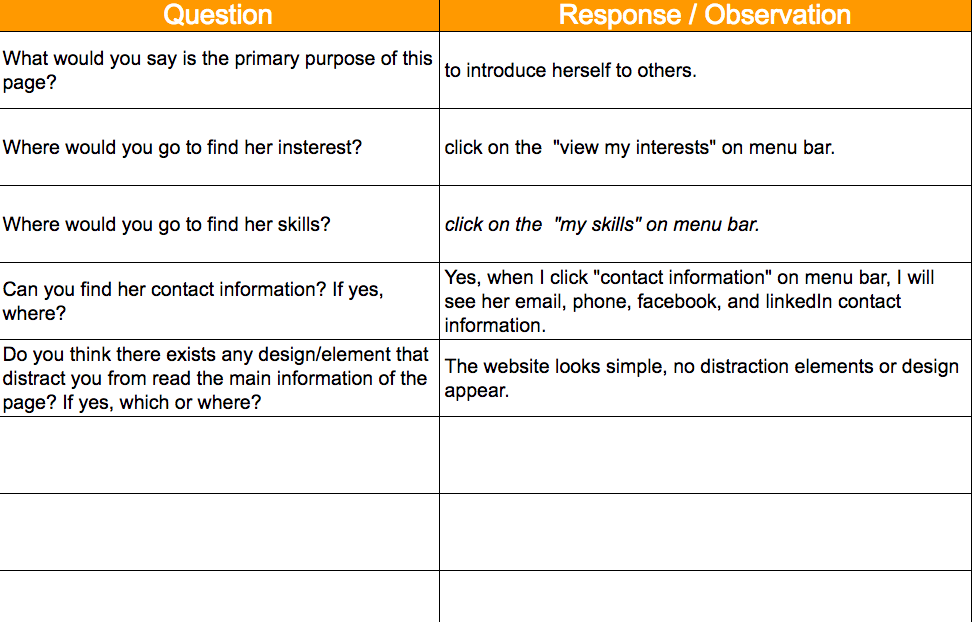 Question
Response / Observation
What would you say is the primary purpose of this
page?
to introduce herself to others.
Where would you go to find her insterest?
click on the  "view my interests" on menu bar.
Where would you go to find her skills?
click on the  "my skills" on menu bar.
Can you find her contact information? If yes,
where?
Yes, when I click "contact information" on menu bar, I will
see her email, phone, facebook, and linkedIn contact
information.
Do you think there exists any design/element that
distract you from read the main information of the
page? If yes, which or where?
The website looks simple, no distraction elements or design
appear.